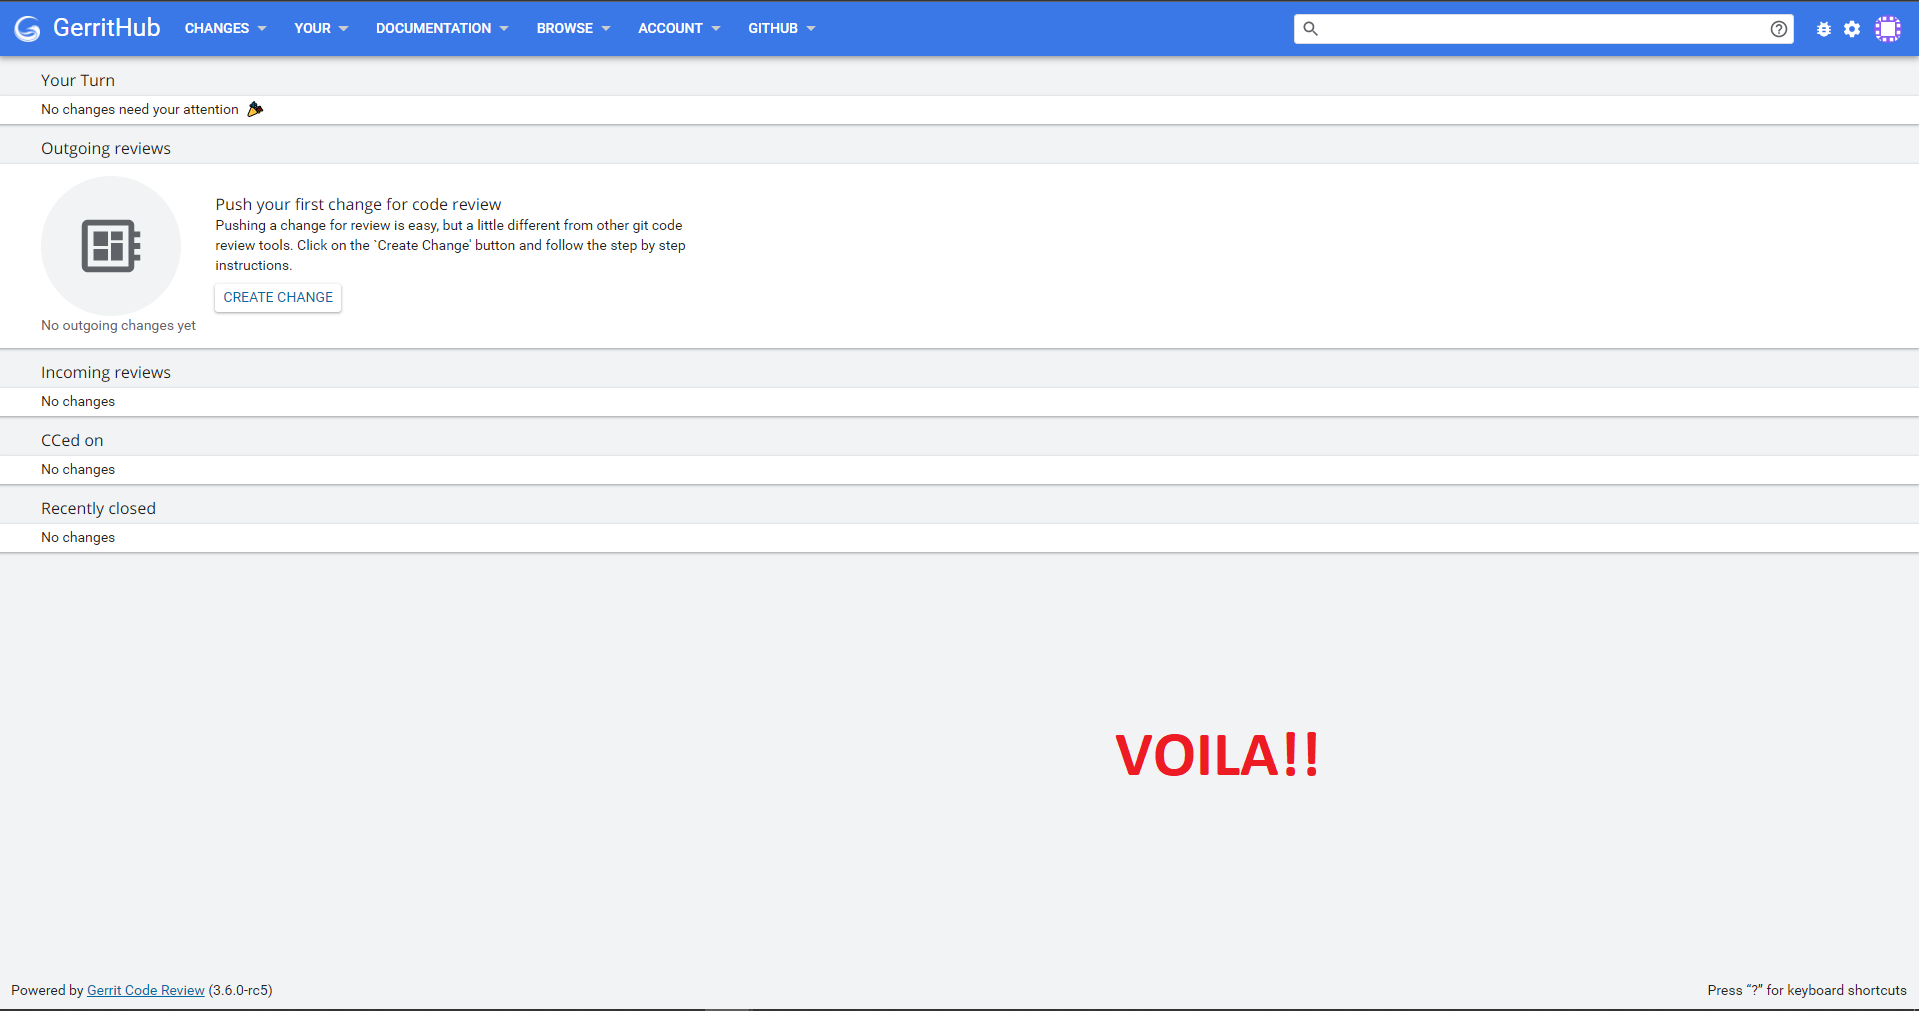 GerritHub CHANGES YOUR DOCUMENTATION BROWSE ACCOUNT GITHUB
Your Turn
No changes need your attention
Outgoing reviews
Push your first change for code review
Pushing a change for review is easy, but a little different from other git code
review tools. Click on the `Create Change' button and follow the step by step
instructions.
CREATE CHANGE
No outgoing changes yet
Incoming reviews
No changes
CCed on
No changes
Recently closed
No changes
VOILA!!
Powered by Gerrit Code Review (3.6.0-rc5)
Press “?” for keyboard shortcuts